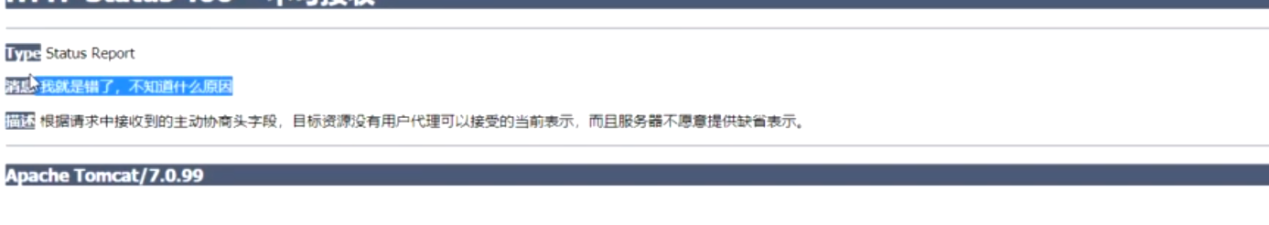 Type Status Report
消息 我就是错了，不知道什么原因
描述 根据请求中接收到的主动协商头字段，目标资源没有用户代理可以接受的当前表示，而且服务器不愿意提供缺省表示。
Apache Tomcat/7.0.99